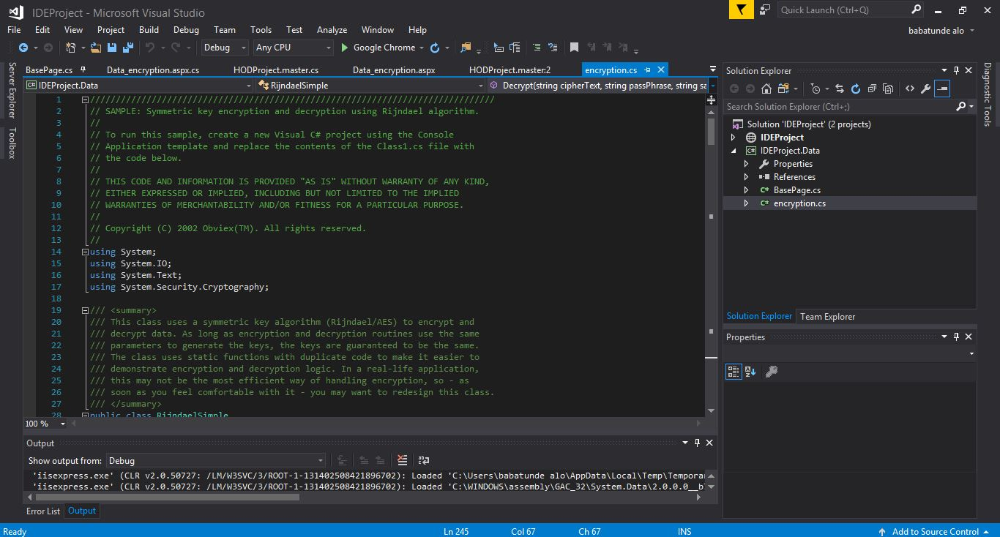 IDEProject - Microsoft Visual Studio
Quick Launch (Ctrl+Q)
File Edit View Project Build Debug Team Tools Test Analyze Window Help
babatunde alo
Debug Any CPU Google Chrome
Server Explorer
Toolbox
BasePage.cs Data_encryption.aspx.cs HODProject.master.cs Data_encryption.aspx HODProject.master:2 encryption.cs
IDEProject.Data RijndaelSimple Decrypt(string cipherText, string passPhrase, string sa
1 ///////////////////////////////////////////////////////////////////////////////
2 // SAMPLE: Symmetric key encryption and decryption using Rijndael algorithm.
3 //
4 // To run this sample, create a new Visual C# project using the Console
5 // Application template and replace the contents of the Class1.cs file with
6 // the code below.
7 //
8 // THIS CODE AND INFORMATION IS PROVIDED "AS IS" WITHOUT WARRANTY OF ANY KIND,
9 // EITHER EXPRESSED OR IMPLIED, INCLUDING BUT NOT LIMITED TO THE IMPLIED
10 // WARRANTIES OF MERCHANTABILITY AND/OR FITNESS FOR A PARTICULAR PURPOSE.
11 //
12 // Copyright (C) 2002 Obviex(TM). All rights reserved.
13 //
14 using System;
15 using System.IO;
16 using System.Text;
17 using System.Security.Cryptography;
18
19 /// <summary>
20 /// This class uses a symmetric key algorithm (Rijndael/AES) to encrypt and
21 /// decrypt data. As long as encryption and decryption routines use the same
22 /// parameters to generate the keys, the keys are guaranteed to be the same.
23 /// The class uses static functions with duplicate code to make it easier to
24 /// demonstrate encryption and decryption logic. In a real-life application,
25 /// this may not be the most efficient way of handling encryption, so - as
26 /// soon as you feel comfortable with it - you may want to redesign this class.
27 /// </summary>
28 public class RijndaelSimple
100 %
Output
Show output from: Debug
'iisexpress.exe' (CLR v2.0.50727: /LM/W3SVC/3/ROOT-1-131402508421896702): Loaded 'C:\Users\babatunde alo\AppData\Local\Temp\Temporar
'iisexpress.exe' (CLR v2.0.50727: /LM/W3SVC/3/ROOT-1-131402508421896702): Loaded 'C:\WINDOWS\assembly\GAC_32\System.Data\2.0.0.0__b7
Error List Output
Solution Explorer
Search Solution Explorer (Ctrl+;)
Solution 'IDEProject' (2 projects)
IDEProject
C# IDEProject.Data
Properties
References
C# BasePage.cs
C# encryption.cs
Solution Explorer Team Explorer
Properties
Diagnostic Tools
Ready Ln 245 Col 67 Ch 67 INS Add to Source Control